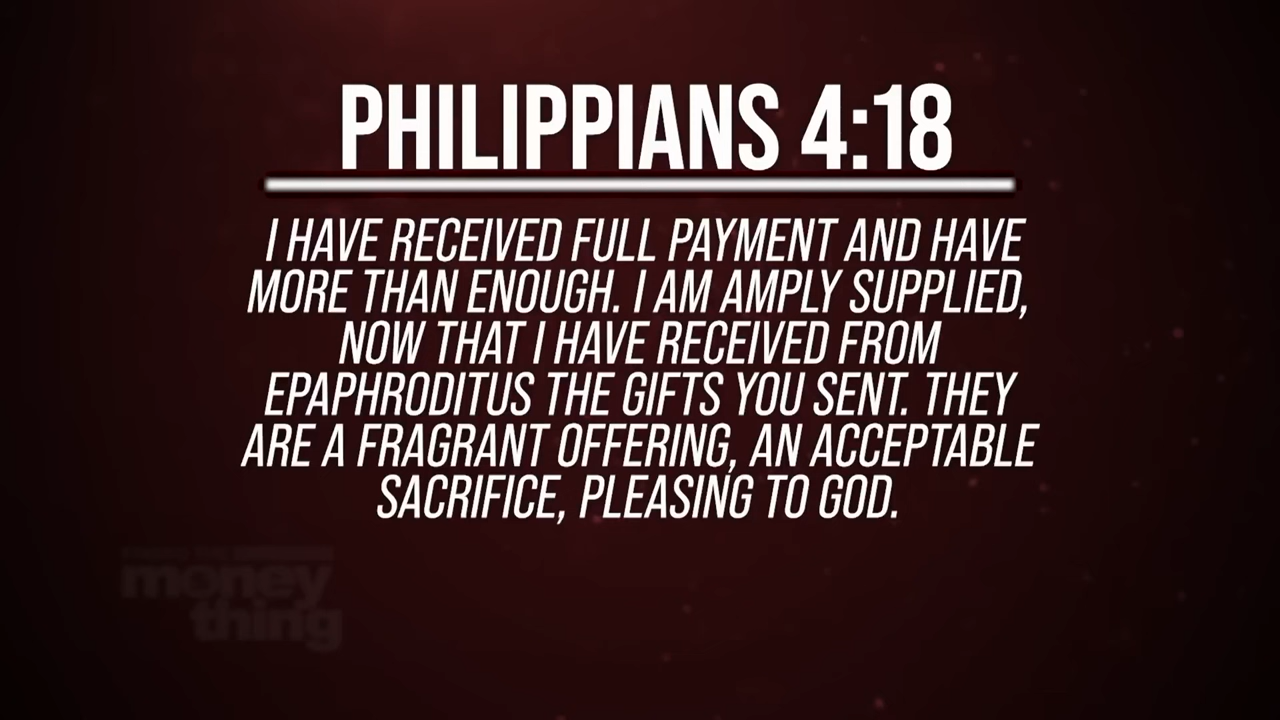 PHILIPPIANS 4:18
I HAVE RECEIVED FULL PAYMENT AND HAVE
MORE THAN ENOUGH. I AM AMPLY SUPPLIED,
NOW THAT I HAVE RECEIVED FROM
EPAPHRODITUS THE GIFTS YOU SENT. THEY
ARE A FRAGRANT OFFERING, AN ACCEPTABLE
SACRIFICE, PLEASING TO GOD.
money
thing